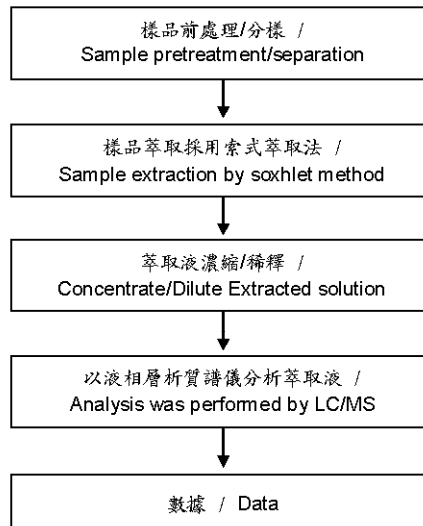 樣品前處理/分樣 /
Sample pretreatment/separation
樣品萃取採用索式萃取法 /
Sample extraction by soxhlet method
萃取液濃縮/稀釋 /
Concentrate/Dilute Extracted solution
以液相層析質譜儀分析萃取液 /
Analysis was performed by LC/MS
數據 / Data